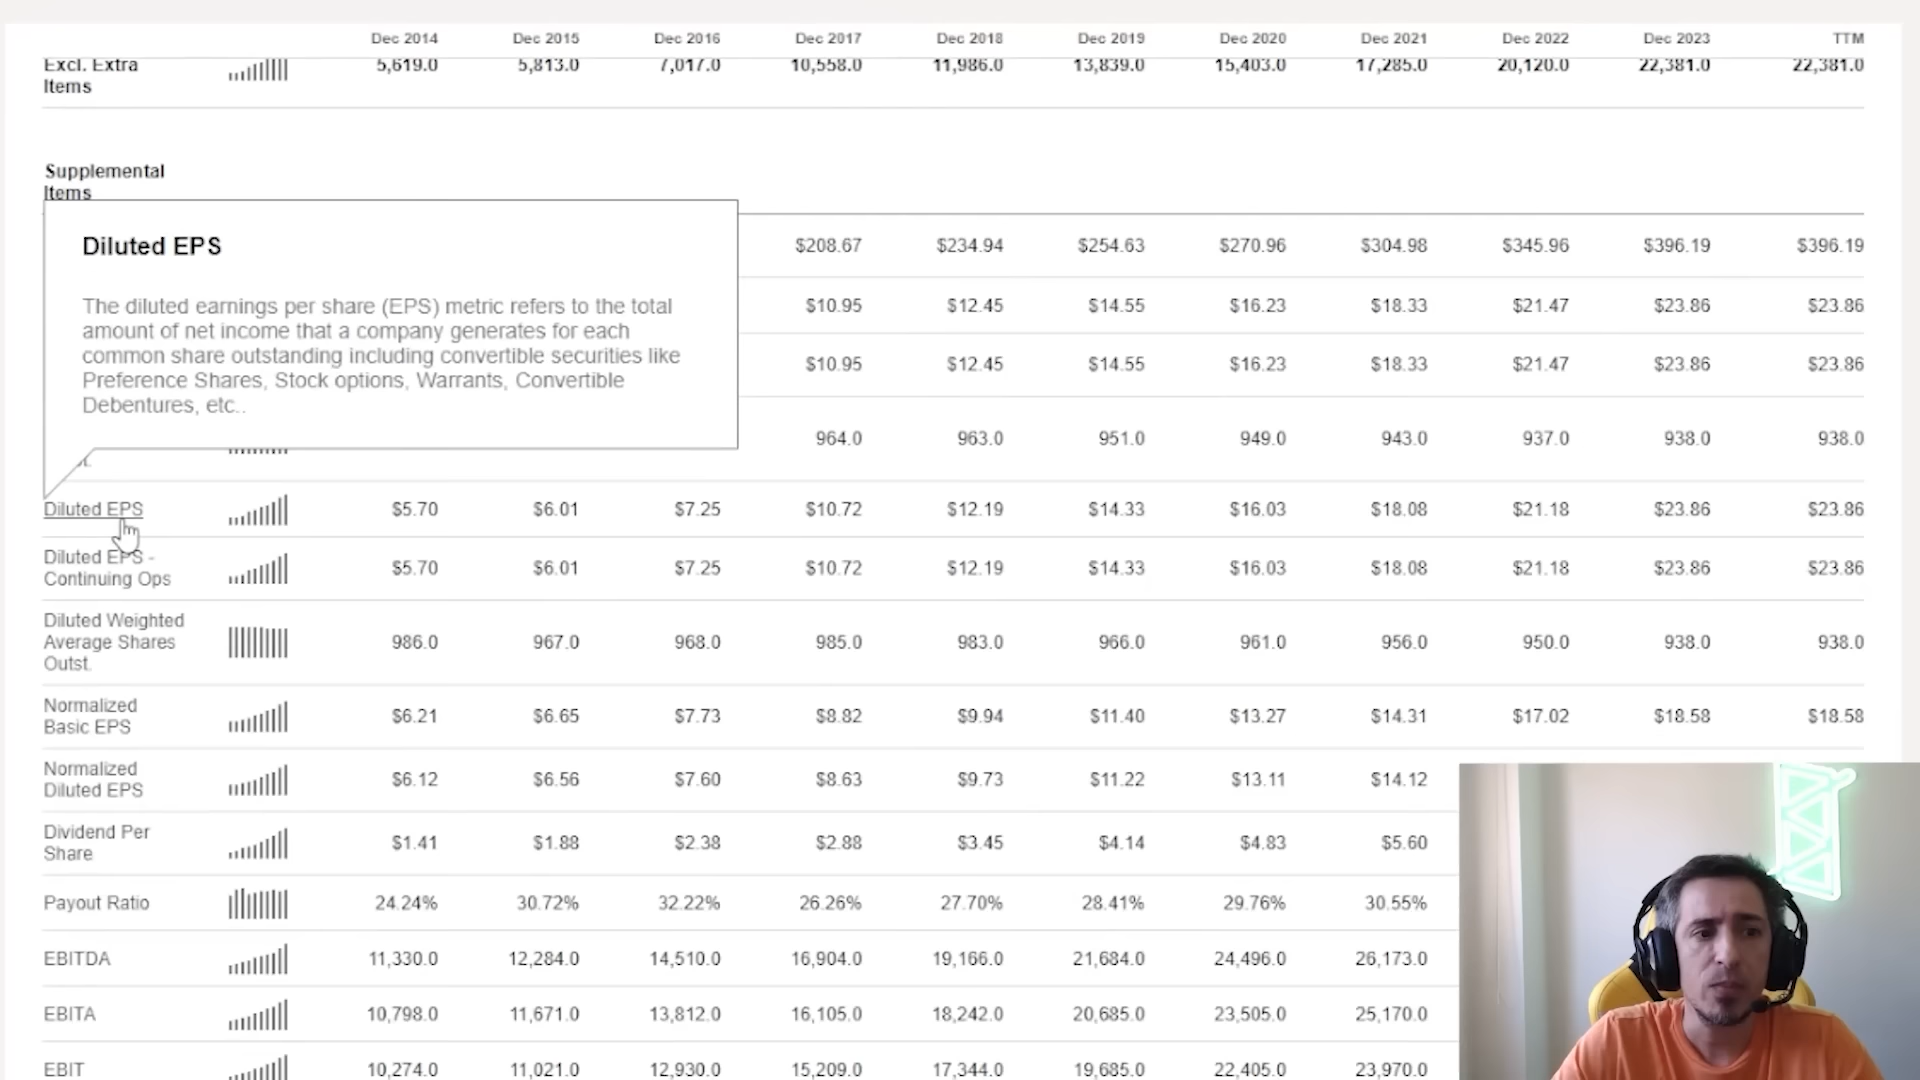 Dec 2014 Dec 2015 Dec 2016 Dec 2017 Dec 2018 Dec 2019 Dec 2020 Dec 2021 Dec 2022 Dec 2023 TTM
Excl. Extra
Items
5,619.0 5,813.0 7,017.0 10,558.0 11,986.0 13,839.0 15,403.0 17,285.0 20,120.0 22,381.0 22,381.0
Supplemental
Items
Diluted EPS
The diluted earnings per share (EPS) metric refers to the total
amount of net income that a company generates for each
common share outstanding including convertible securities like
Preference Shares, Stock options, Warrants, Convertible
Debentures, etc..
$208.67 $234.94 $254.63 $270.96 $304.98 $345.96 $396.19 $396.19
$10.95 $12.45 $14.55 $16.23 $18.33 $21.47 $23.86 $23.86
$10.95 $12.45 $14.55 $16.23 $18.33 $21.47 $23.86 $23.86
964.0 963.0 951.0 949.0 943.0 937.0 938.0 938.0
Diluted EPS $5.70 $6.01 $7.25 $10.72 $12.19 $14.33 $16.03 $18.08 $21.18 $23.86 $23.86
Diluted EPS -
Continuing Ops
$5.70 $6.01 $7.25 $10.72 $12.19 $14.33 $16.03 $18.08 $21.18 $23.86 $23.86
Diluted Weighted
Average Shares
Outst.
986.0 967.0 968.0 985.0 983.0 966.0 961.0 956.0 950.0 938.0 938.0
Normalized
Basic EPS
$6.21 $6.65 $7.73 $8.82 $9.94 $11.40 $13.27 $14.31 $17.02 $18.58 $18.58
Normalized
Diluted EPS
$6.12 $6.56 $7.60 $8.63 $9.73 $11.22 $13.11 $14.12
Dividend Per
Share
$1.41 $1.88 $2.38 $2.88 $3.45 $4.14 $4.83 $5.60
Payout Ratio 24.24% 30.72% 32.22% 26.26% 27.70% 28.41% 29.76% 30.55%
EBITDA 11,330.0 12,284.0 14,510.0 16,904.0 19,166.0 21,684.0 24,496.0 26,173.0
EBITA 10,798.0 11,671.0 13,812.0 16,105.0 18,242.0 20,685.0 23,505.0 25,170.0
EBIT 10,274.0 11,021.0 12,930.0 15,209.0 17,344.0 19,685.0 22,405.0 23,970.0